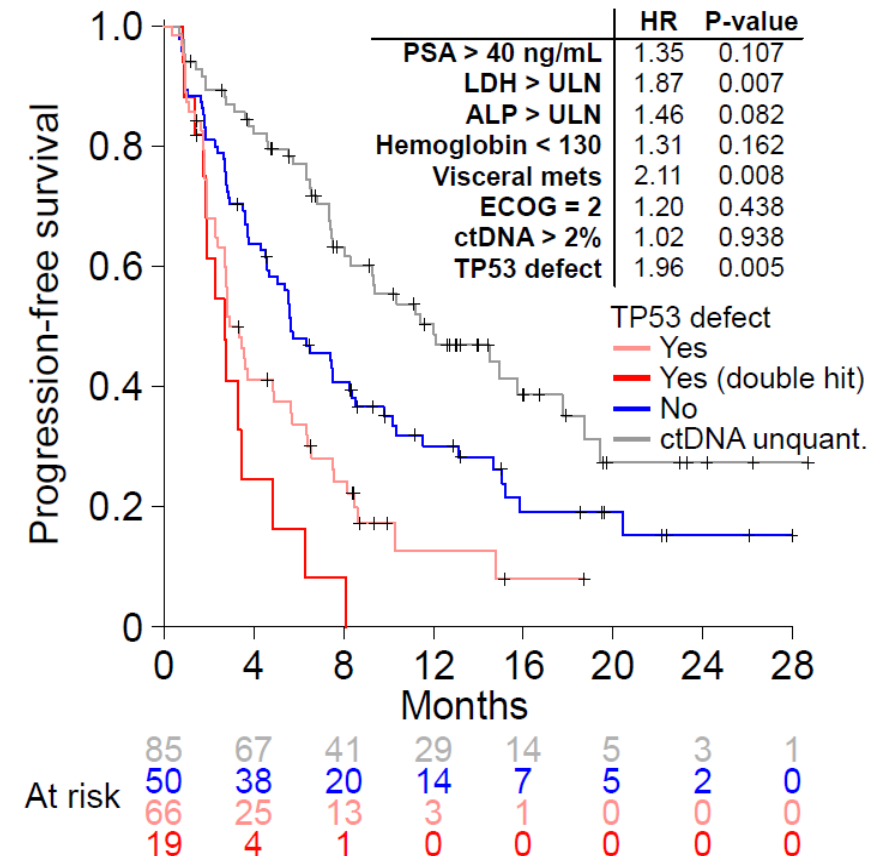 HR P-value
PSA > 40 ng/mL 1.35 0.107
LDH > ULN 1.87 0.007
ALP > ULN 1.46 0.082
Hemoglobin < 130 1.31 0.162
Visceral mets 2.11 0.008
ECOG = 2 1.20 0.438
ctDNA > 2% 1.02 0.938
TP53 defect 1.96 0.005
TP53 defect
Yes
Yes (double hit)
No
ctDNA unquant.
Progression-free survival
1.0
0.8
0.6
0.4
0.2
0
0 4 8 12 16 20 24 28
Months
At risk
85 67 41 29 14 5 3 1
50 38 20 14 7 5 2 0
66 25 13 3 1 0 0 0
19 4 1 0 0 0 0 0